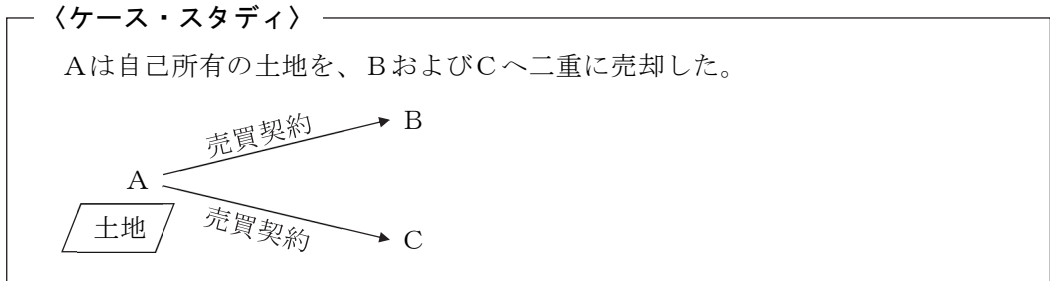 〈ケース・スタディ〉
Aは自己所有の土地を、BおよびCへ二重に売却した。
売買契約
B
A
土地
売買契約
C